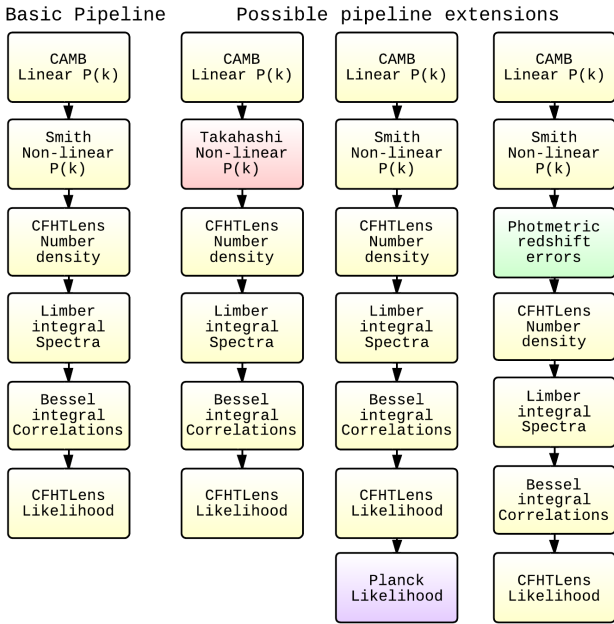 Basic Pipeline
CAMB
Linear P(k)
Smith
Non-linear
P(k)
CFHTLens
Number
density
Limber
integral
Spectra
Bessel
integral
Correlations
CFHTLens
Likelihood
Possible pipeline extensions
CAMB
Linear P(k)
Takahashi
Non-linear
P(k)
CFHTLens
Number
density
Limber
integral
Spectra
Bessel
integral
Correlations
CFHTLens
Likelihood
CAMB
Linear P(k)
Smith
Non-linear
P(k)
CFHTLens
Number
density
Limber
integral
Spectra
Bessel
integral
Correlations
CFHTLens
Likelihood
Planck
Likelihood
CAMB
Linear P(k)
Smith
Non-linear
P(k)
Photmetric
redshift
errors
CFHTLens
Number
density
Limber
integral
Spectra
Bessel
integral
Correlations
CFHTLens
Likelihood